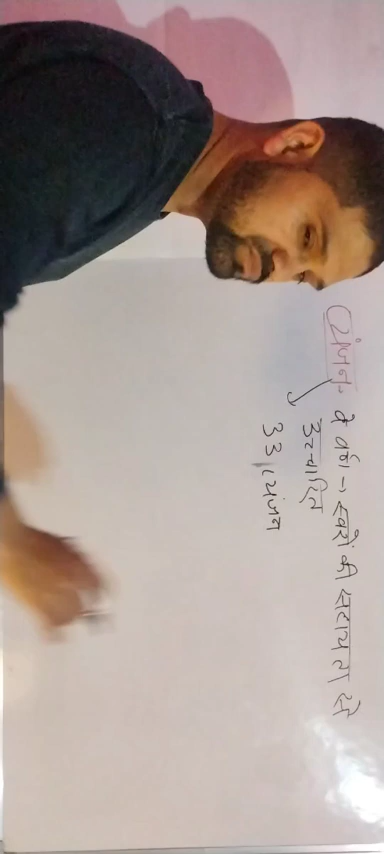 व्यंजन- वे वर्ण → स्वरों की सहायता से
उच्चारित
33 व्यंजन